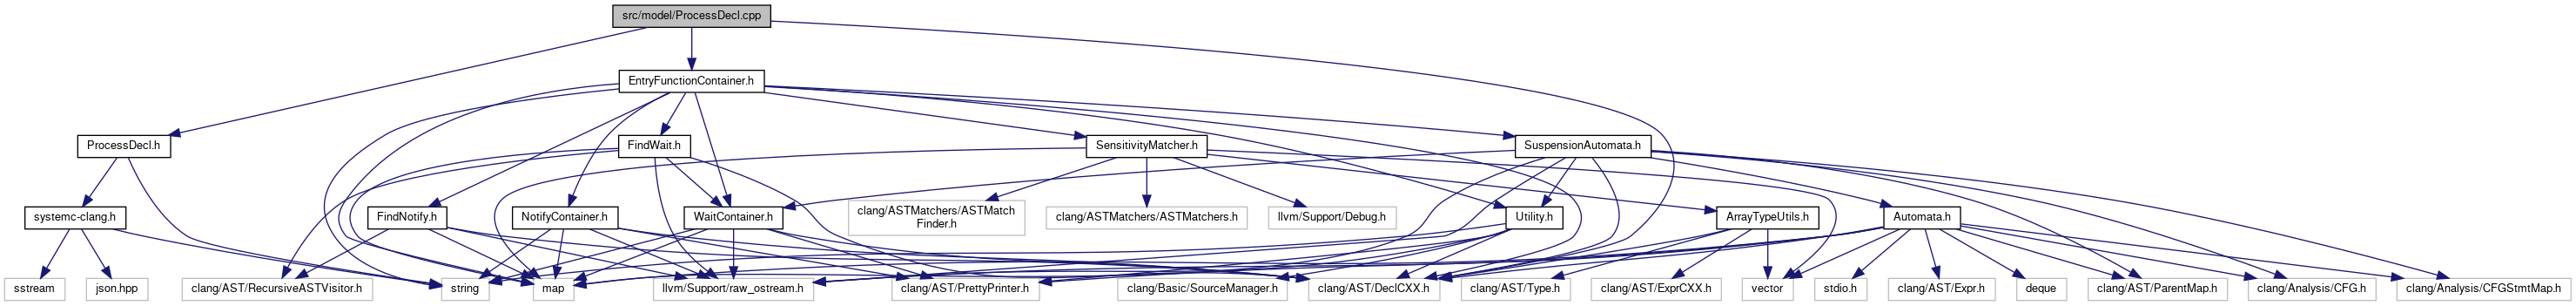 src/model/ProcessDecl.cpp
EntryFunctionContainer.h
ProcessDecl.h
FindWait.h
SensitivityMatcher.h
SuspensionAutomata.h
systemc-clang.h
FindNotify.h
NotifyContainer.h
WaitContainer.h
clang/ASTMatchers/ASTMatch
Finder.h
clang/ASTMatchers/ASTMatchers.h
llvm/Support/Debug.h
Utility.h
ArrayTypeUtils.h
Automata.h
sstream
json.hpp
clang/AST/RecursiveASTVisitor.h
string
map
llvm/Support/raw_ostream.h
clang/AST/PrettyPrinter.h
clang/Basic/SourceManager.h
clang/AST/DeclCXX.h
clang/AST/Type.h
clang/AST/ExprCXX.h
vector
stdio.h
clang/AST/Expr.h
deque
clang/AST/ParentMap.h
clang/Analysis/CFG.h
clang/Analysis/CFGStmtMap.h